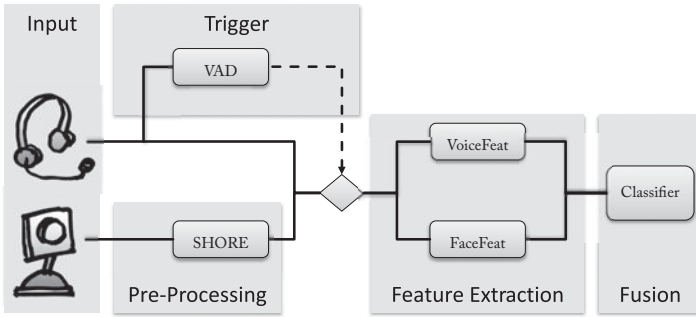 Input
Trigger
VAD
VoiceFeat
Classifier
SHORE
FaceFeat
Pre-Processing
Feature Extraction
Fusion